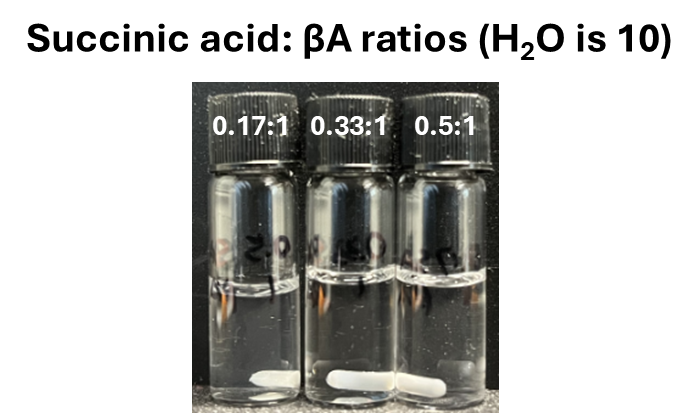 Succinic acid: βA ratios (H₂O is 10)
0.17:1 0.33:1 0.5:1